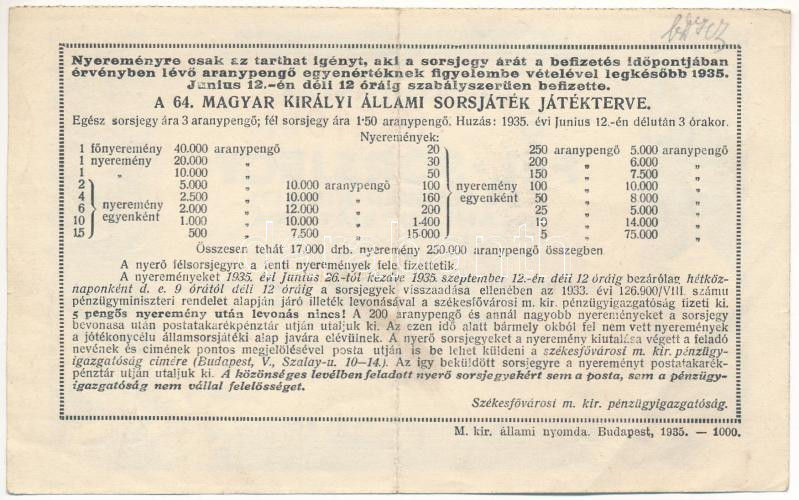 Nyereményre csak az tarthat igényt, aki a sorsjegy árát a befizetés időpontjában
érvényben lévő aranypengő egyenértéknek figyelembe vételével legkésőbb 1935.
Junius 12.-én déli 12 óráig szabályszerüen befizette.
A 64. MAGYAR KIRÁLYI ÁLLAMI SORSJÁTÉK JÁTÉKTERVE.
Egész sorsjegy ára 3 aranypengő; fél sorsjegy ára 1·50 aranypengő. Huzás: 1935. évi Junius 12.-én délután 3 órakor.
Nyeremények:
1 főnyeremény 40.000 aranypengő 20 250 aranypengő 5.000 aranypengő
1 nyeremény 20.000 „ 30 200 „ 6.000 „
1 „ 10.000 „ 50 150 „ 7.500 „
2 5.000 „ 10.000 aranypengő 100 nyeremény 100 „ 10.000 „
4 nyeremény 2.500 „ 10.000 „ 160 egyenként 50 „ 8.000 „
6 egyenként 2.000 „ 12.000 „ 200 25 „ 5.000 „
10 1.000 „ 10.000 „ 1·400 10 „ 14.000 „
15 500 „ 7.500 „ 15.000 5 „ 75.000 „
Összesen tehát 17.000 drb. nyeremény 250.000 aranypengő összegben
A nyerő félsorsjegyre a fenti nyeremények fele fizettetik.
A nyereményeket 1935. évi Junius 26.-tól kezdve 1935. szeptember 12.-én déli 12 óráig bezárólag hétköz-
naponként d. e. 9 órától déli 12 óráig a sorsjegyek visszaadása ellenében az 1933. évi 126.900/VIII. számu
pénzügyminiszteri rendelet alapján járó illeték levonásával a székesfővárosi m. kir. pénzügyigazgatóság fizeti ki.
5 pengős nyeremény után levonás nincs! A 200 aranypengő és annál nagyobb nyereményeket a sorsjegy
bevonasa után postatakarékpénztár utján utaljuk ki. Az ezen idő alatt bármely okból fel nem vett nyeremények
a jótékonycélu államsorsjátéki alap javára elévülnek. A nyerő sorsjegyeket a nyeremény kiutalása végett a feladó
nevének és címének pontos megjelölésével posta utján is be lehet küldeni a székesfővárosi m. kir. pénzügy-
igazgatóság címére (Budapest, V., Szalay-u. 10—14.). Az igy beküldött sorsjegyre a nyereményt postatakarék-
pénztár utján utaljuk ki. A közönséges levélben feladott nyerő sorsjegyekért sem a posta, sem a pénzügy-
igazgatóság nem vállal felelősséget.
Székesfővárosi m. kir. pénzügyigazgatóság.
M. kir. állami nyomda. Budapest, 1935. — 1000.